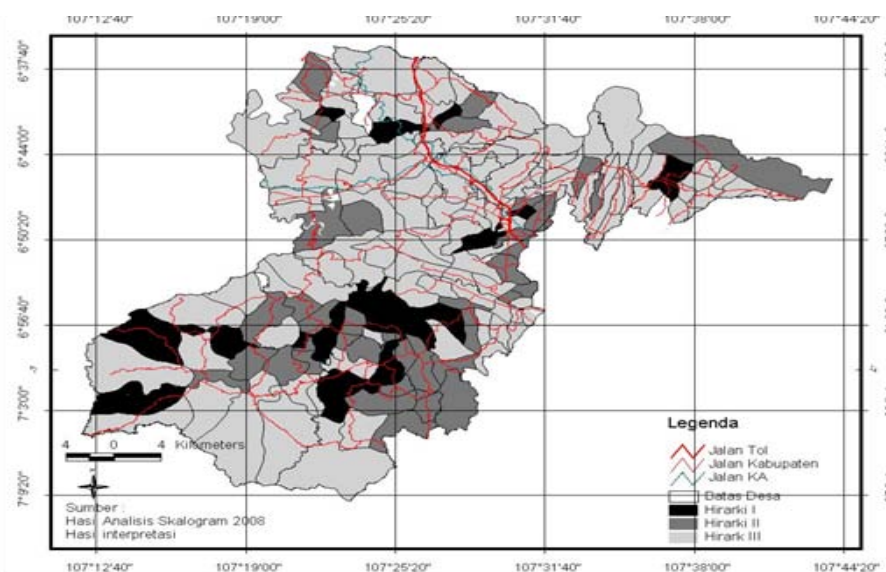 107°12'40" 107°19'00" 107°25'20" 107°31'40" 107°38'00" 107°44'20"
6°37'40"
6°44'00"
6°50'20"
6°56'40"
7°3'00"
7°9'20"
4 0 4 Kilometers
Sumber :
Hasil Analisis Skalogram 2008
Hasil interpretasi
Legenda
Jalan Tol
Jalan Kabupaten
Jalan KA
Batas Desa
Hirarki I
Hirarki II
Hirark III
107°12'40" 107°19'00" 107°25'20" 107°31'40" 107°38'00" 107°44'20"